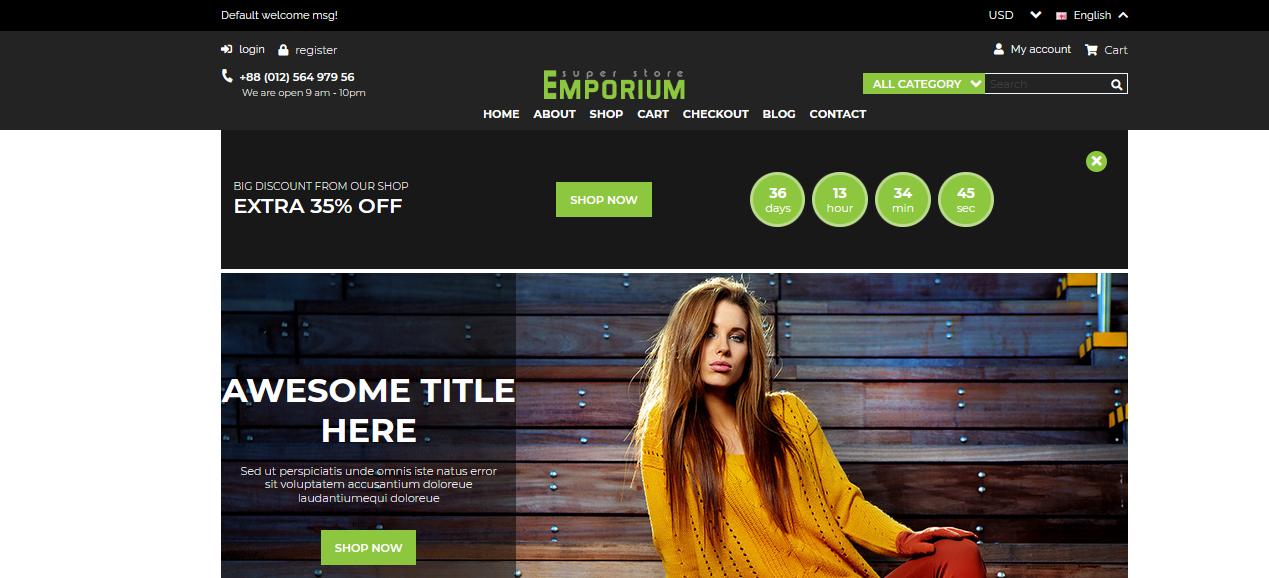 Default welcome msg!
USD
English
login
register
My account
Cart
+88 (012) 564 979 56
We are open 9 am - 10pm
super store
EMPORIUM
ALL CATEGORY
Search
HOME ABOUT SHOP CART CHECKOUT BLOG CONTACT
BIG DISCOUNT FROM OUR SHOP
EXTRA 35% OFF
SHOP NOW
36 13 34 45
days hour min sec
AWESOME TITLE
HERE
Sed ut perspiciatis unde omnis iste natus error
sit voluptatem accusantium doloreue
laudantiumequi doloreue
SHOP NOW